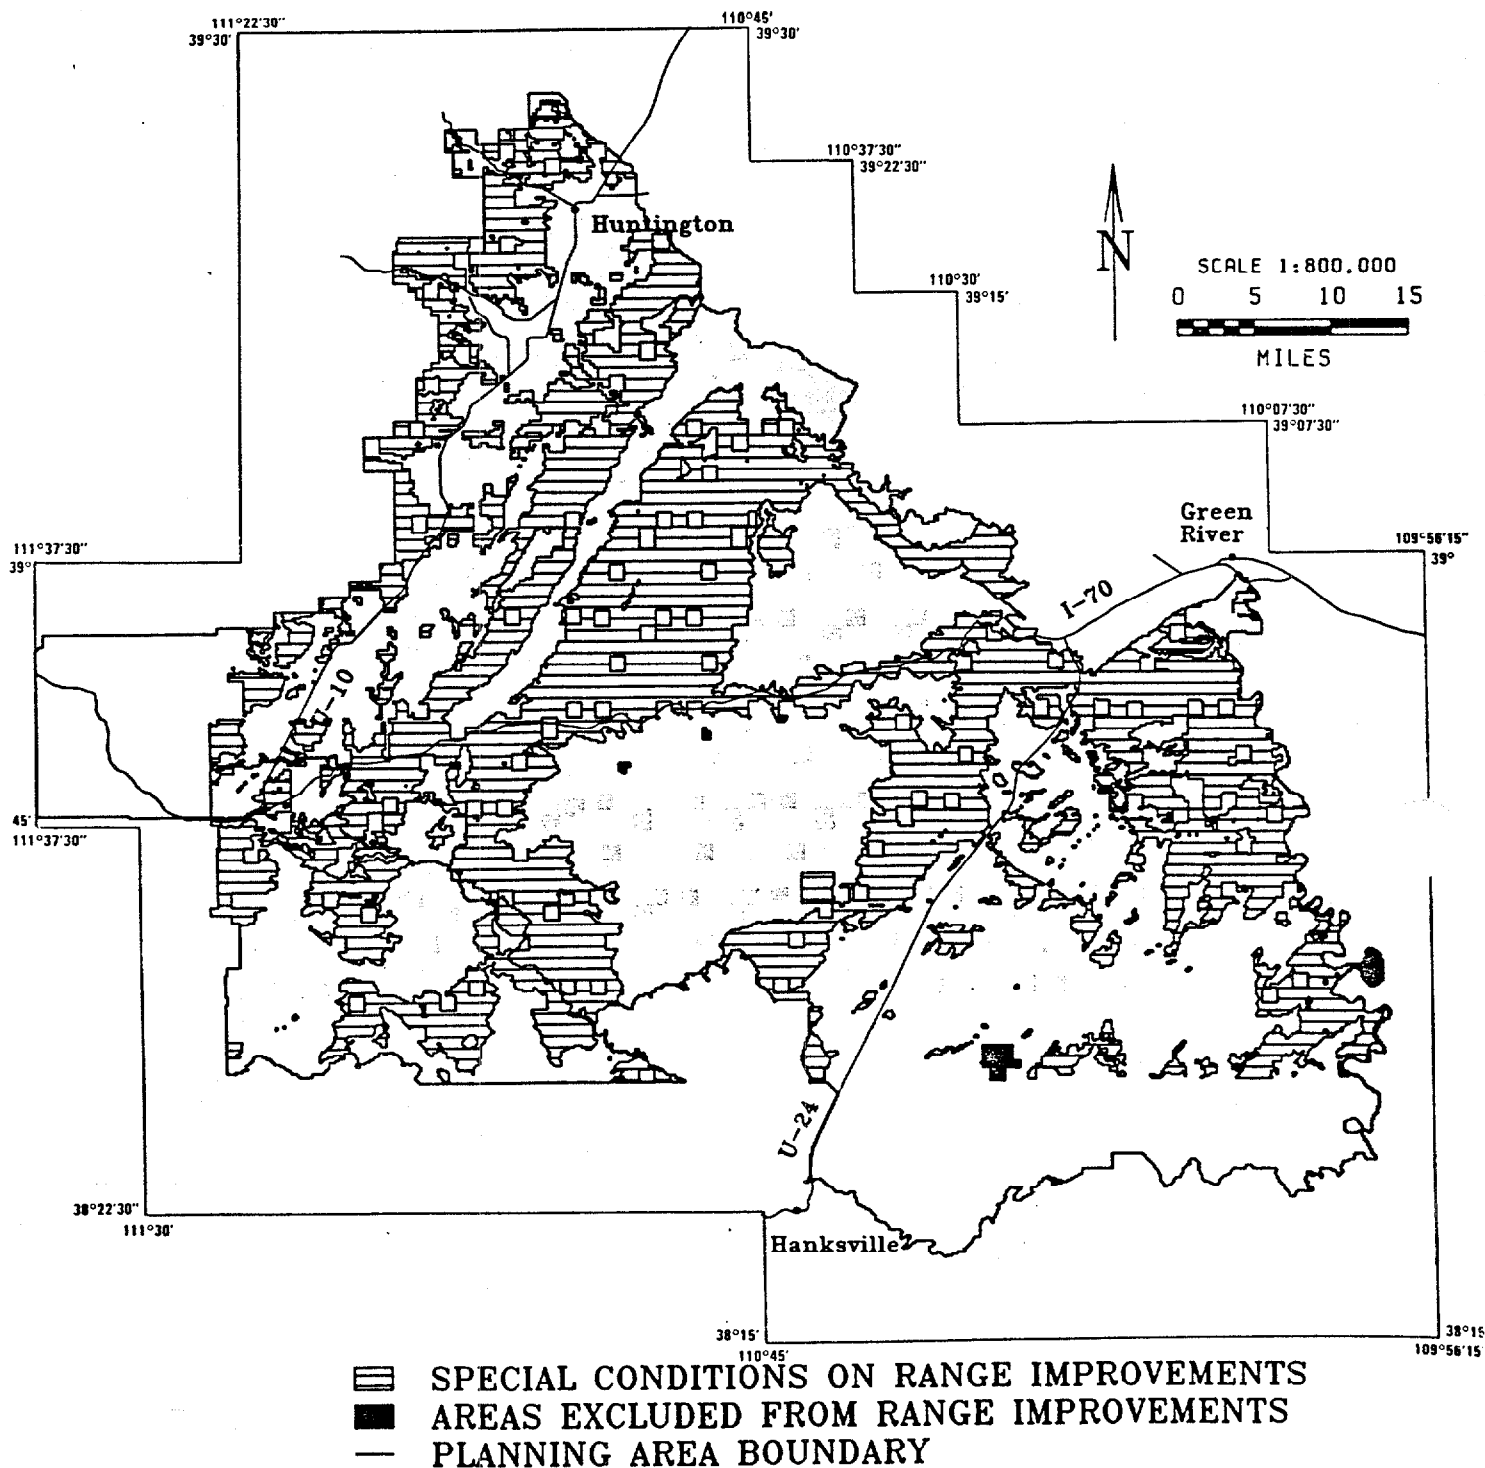 111°22'30"
39°30'
110°45'
39°30'
110°37'30"
39°22'30"
N
SCALE 1:800,000
0 5 10 15
MILES
110°30'
39°15'
Huntington
110°07'30"
39°07'30"
Green
River
109°56'15"
39°
111°37'30"
39°
I-70
U-10
45'
111°37'30"
U-24
38°22'30"
111°30'
Hanksville
38°15'
110°45'
38°15
109°56'15
SPECIAL CONDITIONS ON RANGE IMPROVEMENTS
AREAS EXCLUDED FROM RANGE IMPROVEMENTS
PLANNING AREA BOUNDARY